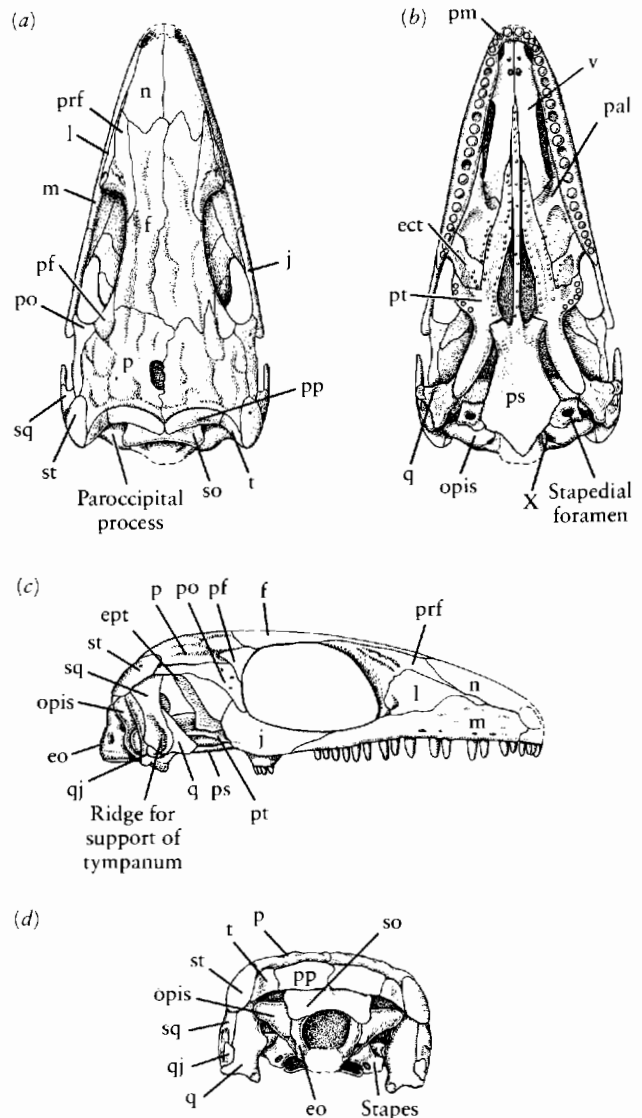 (a)
n
prf
l
m
f
j
pf
po
p
pp
sq
st
so
t
Paroccipital
process
(b)
pm
v
pal
ect
pt
ps
q
opis
X
Stapedial
foramen
(c)
ept
p
po
pf
f
prf
st
sq
l
n
opis
m
j
eo
qj
q
ps
pt
Ridge for
support of
tympanum
(d)
p
so
t
st
pp
opis
sq
qj
q
eo
Stapes